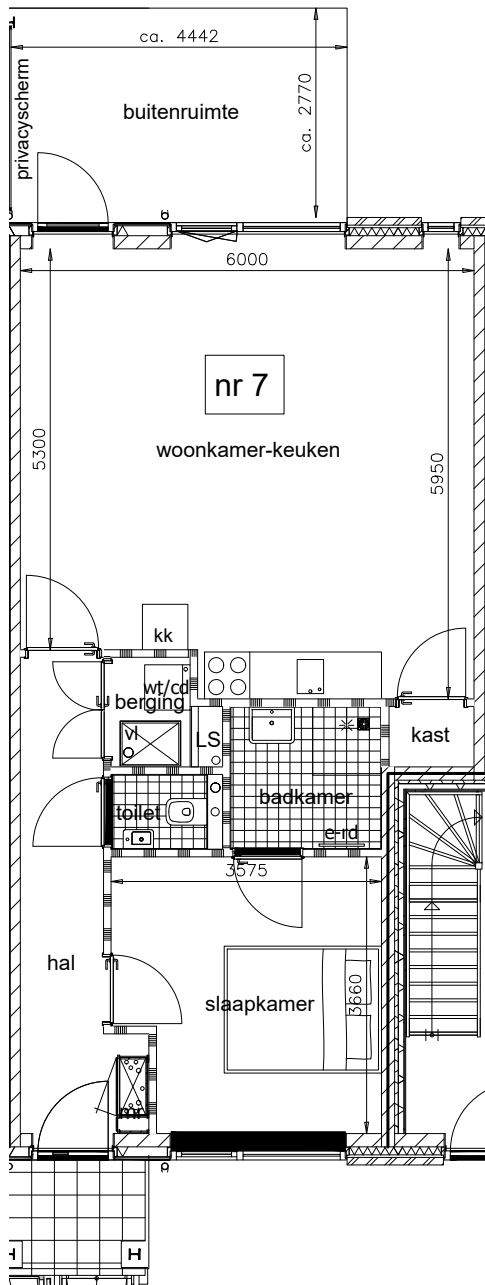 H
ca. 4442
privacyscherm
buitenruimte
ca. 2770
6000
nr 7
5300
woonkamer-keuken
5950
kk
wt/cd
berging
vl
LS
kast
toilet
badkamer
e-rd
3575
hal
slaapkamer
3660
H
H